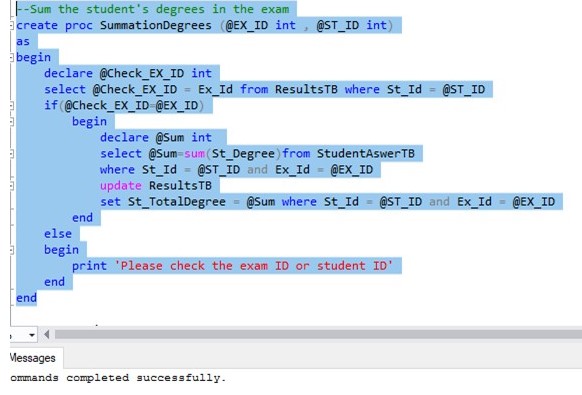 --Sum the student's degrees in the exam
create proc SummationDegrees (@EX_ID int , @ST_ID int)
as
begin
declare @Check_EX_ID int
select @Check_EX_ID = Ex_Id from ResultsTB where St_Id = @ST_ID
if(@Check_EX_ID=@EX_ID)
begin
declare @Sum int
select @Sum=sum(St_Degree)from StudentAswerTB
where St_Id = @ST_ID and Ex_Id = @EX_ID
update ResultsTB
set St_TotalDegree = @Sum where St_Id = @ST_ID and Ex_Id = @EX_ID
end
else
begin
print 'Please check the exam ID or student ID'
end
end
Messages
ommands completed successfully.